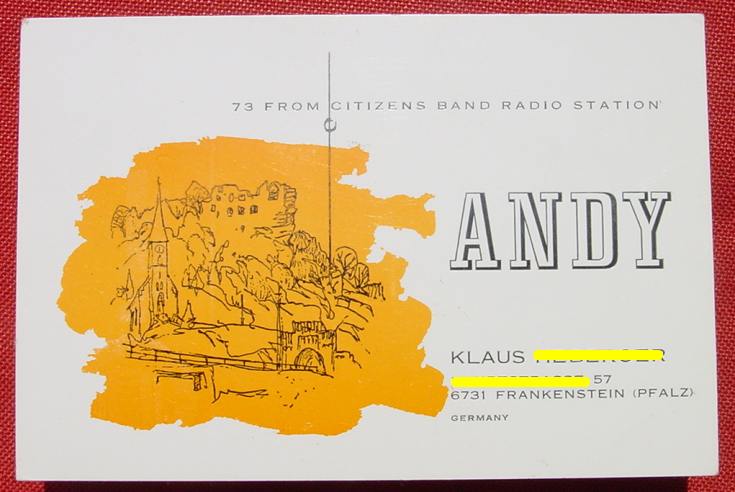 73 FROM CITIZENS BAND RADIO STATION
ANDY
KLAUS
57
6731 FRANKENSTEIN (PFALZ)
GERMANY